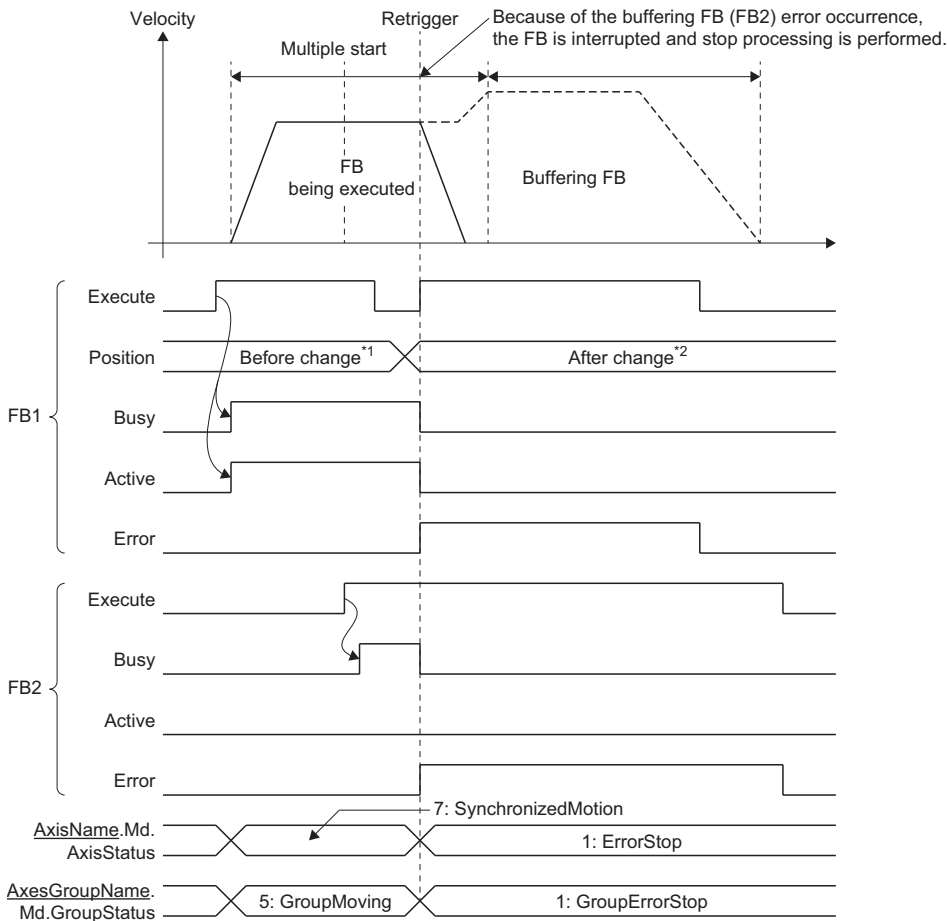 Velocity
Retrigger
Because of the buffering FB (FB2) error occurrence,
the FB is interrupted and stop processing is performed.
Multiple start
FB
being executed
Buffering FB
FB1
Execute
Position
Before change*1
After change*2
Busy
Active
Error
FB2
Execute
Busy
Active
Error
7: SynchronizedMotion
AxisName.Md.
AxisStatus
1: ErrorStop
AxesGroupName.
Md.GroupStatus
5: GroupMoving
1: GroupErrorStop